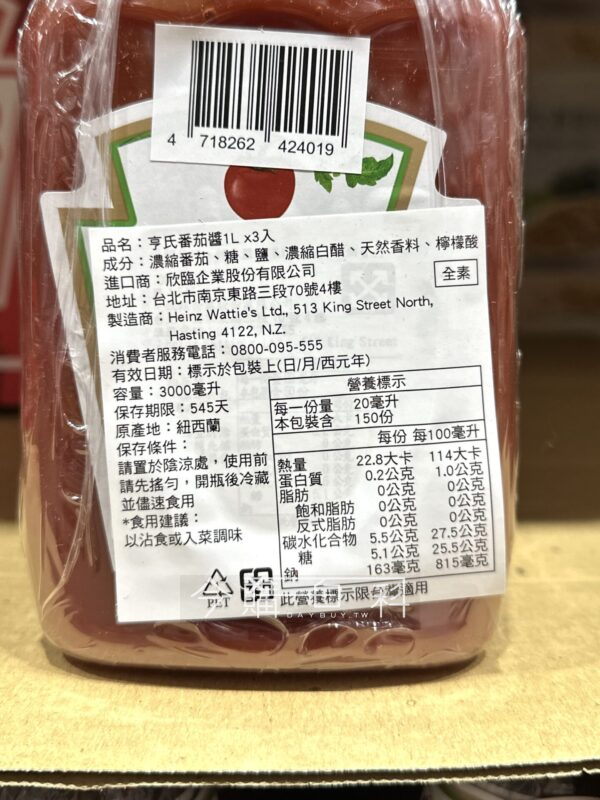 4 718262 424019
品名：亨氏番茄醬1L x3入
成分：濃縮番茄、糖、鹽、濃縮白醋、天然香料、檸檬酸
進口商：欣臨企業股份有限公司
全素
地址：台北市南京東路三段70號4樓
製造商：Heinz Wattie's Ltd., 513 King Street North,
Hasting 4122, N.Z.
消費者服務電話：0800-095-555
有效日期：標示於包裝上(日/月/西元年)
容量：3000毫升
保存期限：545天
原產地：紐西蘭
保存條件：
請置於陰涼處，使用前
請先搖勻，開瓶後冷藏
並儘速食用
*食用建議：
以沾食或入菜調味
營養標示
每一份量 20毫升
本包裝含 150份
每份 每100毫升
熱量 22.8大卡 114大卡
蛋白質 0.2公克 1.0公克
脂肪 0公克 0公克
飽和脂肪 0公克 0公克
反式脂肪 0公克 0公克
碳水化合物 5.5公克 27.5公克
糖 5.1公克 25.5公克
鈉 163毫克 815毫克
此營養標示限台灣適用
PET
DAYBUY.TW